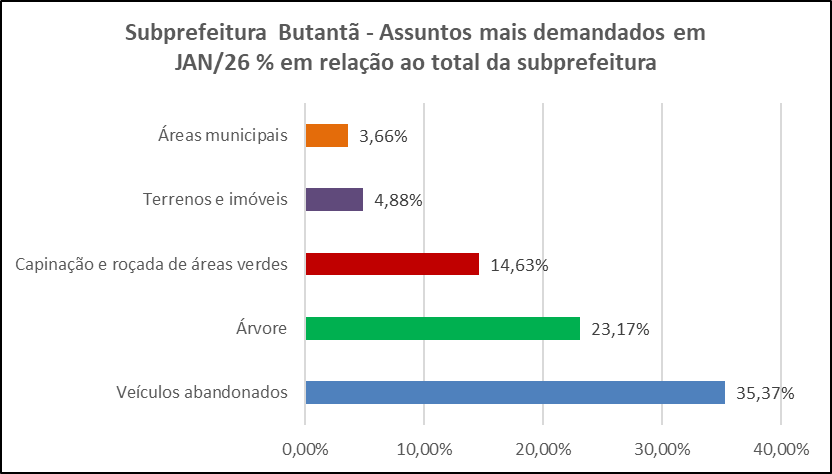 Subprefeitura Butantã - Assuntos mais demandados em
JAN/26 % em relação ao total da subprefeitura
Áreas municipais
3,66%
Terrenos e imóveis
4,88%
Capinação e roçada de áreas verdes
14,63%
Árvore
23,17%
Veículos abandonados
35,37%
0,00%
10,00%
20,00%
30,00%
40,00%